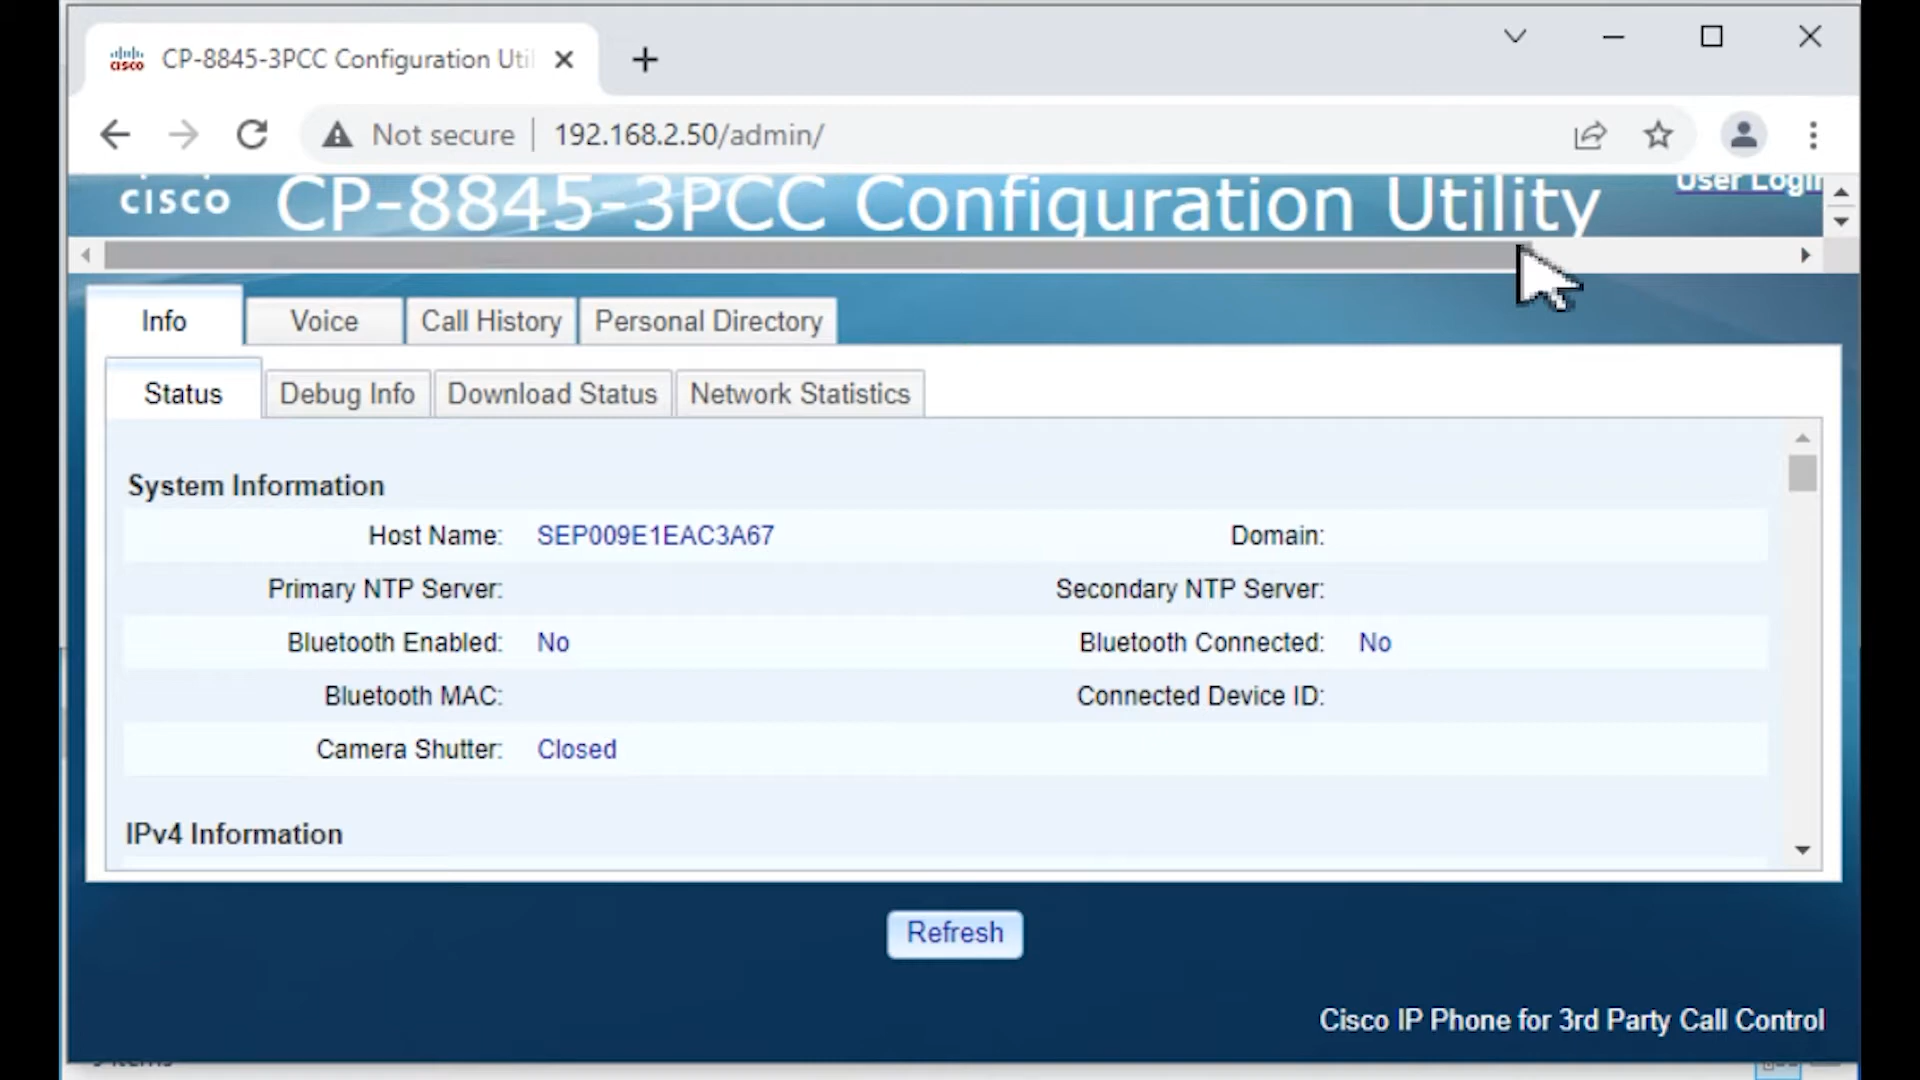 CP-8845-3PCC Configuration Uti
Not secure 192.168.2.50/admin/
cisco CP-8845-3PCC Configuration Utility User Login
Info Voice Call History Personal Directory
Status Debug Info Download Status Network Statistics
System Information
Host Name: SEP009E1EAC3A67 Domain:
Primary NTP Server: Secondary NTP Server:
Bluetooth Enabled: No Bluetooth Connected: No
Bluetooth MAC: Connected Device ID:
Camera Shutter: Closed
IPv4 Information
Refresh
Cisco IP Phone for 3rd Party Call Control